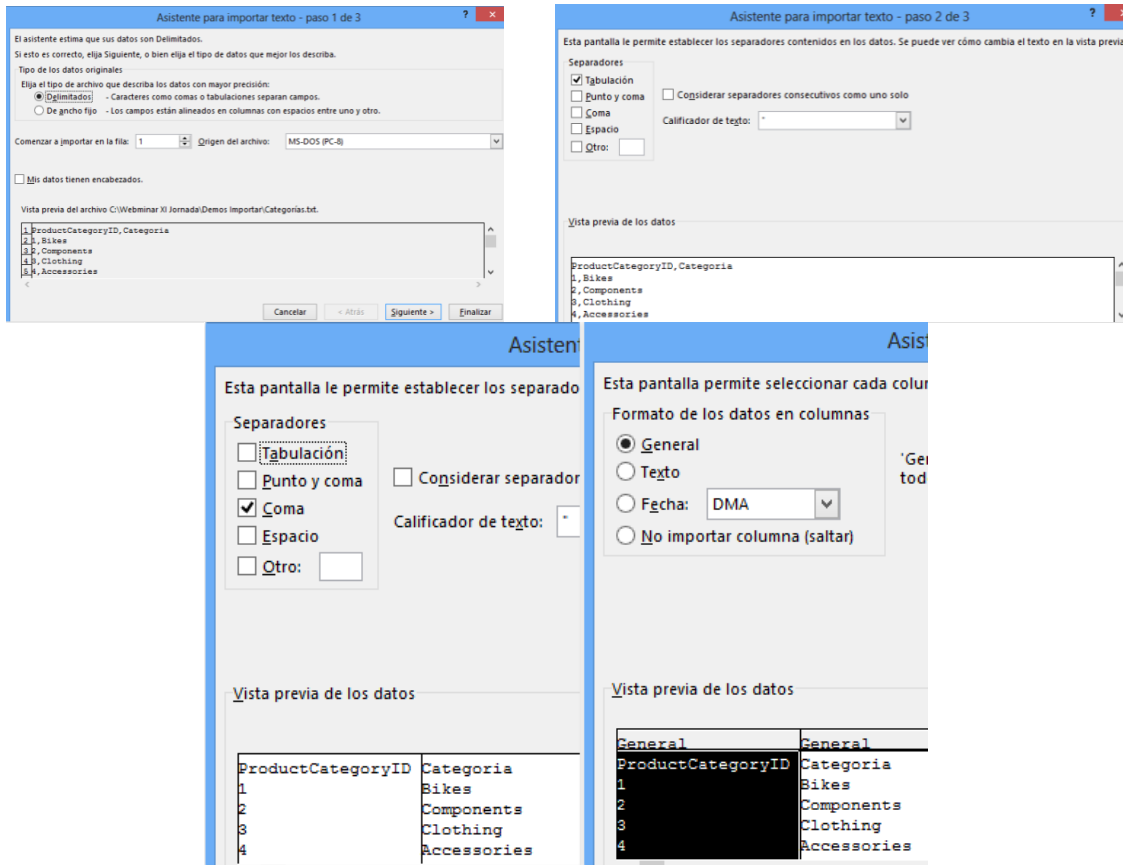 Asistente para importar texto - paso 1 de 3
El asistente estima que sus datos son Delimitados.
Si esto es correcto, elija Siguiente, o bien elija el tipo de datos que mejor los describa.
Tipo de los datos originales
Elija el tipo de archivo que describa los datos con mayor precisión:
Delimitados - Caracteres como comas o tabulaciones separan campos.
De ancho fijo - Los campos están alineados en columnas con espacios entre uno y otro.
Comenzar a importar en la fila: 1 Origen del archivo: MS-DOS (PC-8)
Mis datos tienen encabezados.
Vista previa del archivo C:\Webminar XI Jornada\Demos Importar\Categorías.txt.
1 ProductCategoryID,Categoria
2 1,Bikes
3 2,Components
4 3,Clothing
5 4,Accessories
Cancelar < Atrás Siguiente > Finalizar
Asistente para importar texto - paso 2 de 3
Esta pantalla le permite establecer los separadores contenidos en los datos. Se puede ver cómo cambia el texto en la vista previa
Separadores
Tabulación
Punto y coma Considerar separadores consecutivos como uno solo
Coma
Calificador de texto: "
Espacio
Otro:
Vista previa de los datos
ProductCategoryID,Categoria
1,Bikes
2,Components
3,Clothing
4,Accessories
Asisten
Esta pantalla le permite establecer los separado
Separadores
Tabulación
Punto y coma Considerar separador
Coma
Calificador de texto: "
Espacio
Otro:
Vista previa de los datos
ProductCategoryID Categoria
1 Bikes
2 Components
3 Clothing
4 Accessories
Asist
Esta pantalla permite seleccionar cada colu
Formato de los datos en columnas
General
'Ger
Texto tod
Fecha: DMA
No importar columna (saltar)
Vista previa de los datos
General General
ProductCategoryID Categoria
1 Bikes
2 Components
3 Clothing
4 Accessories